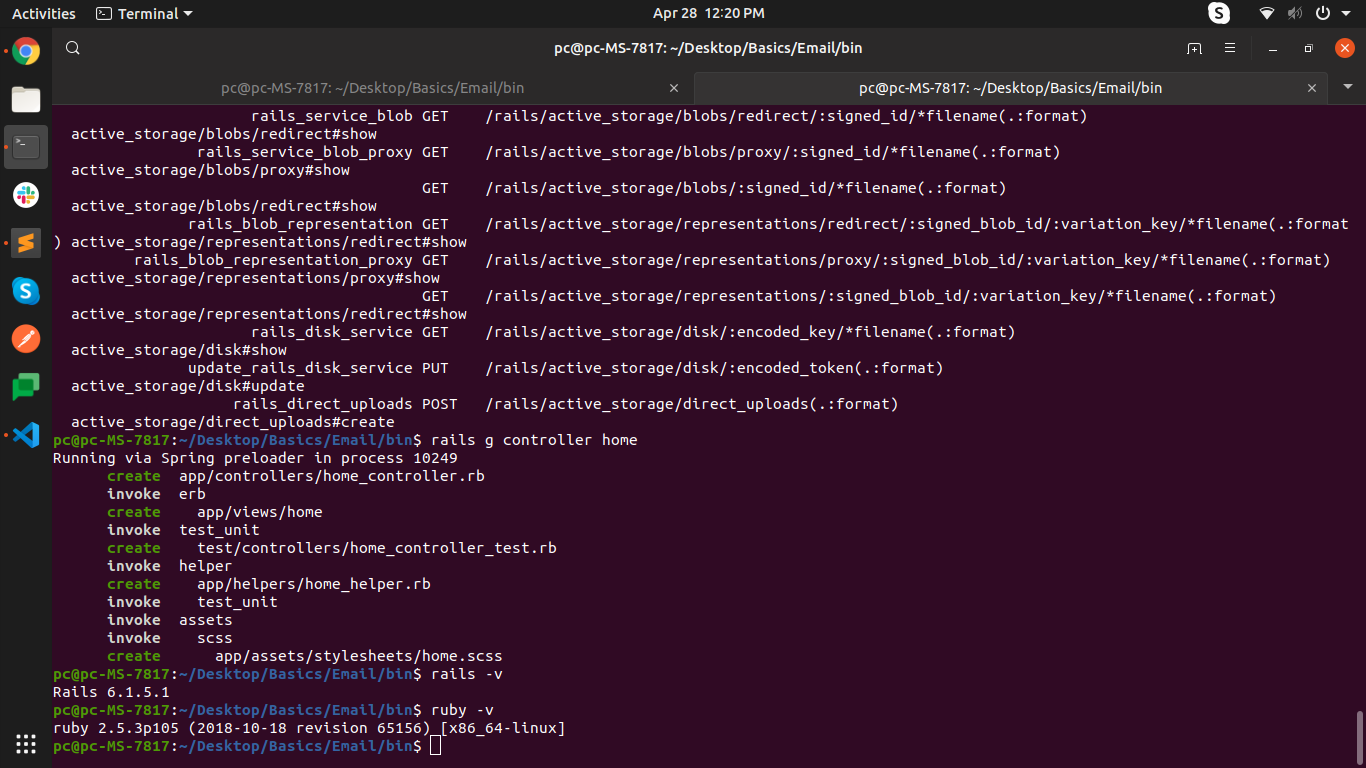 Activities
Terminal
Apr 28 12:20 PM
pc@pc-MS-7817: ~/Desktop/Basics/Email/bin
pc@pc-MS-7817: ~/Desktop/Basics/Email/bin
pc@pc-MS-7817: ~/Desktop/Basics/Email/bin
rails_service_blob GET /rails/active_storage/blobs/redirect/:signed_id/*filename(.:format)
active_storage/blobs/redirect#show
rails_service_blob_proxy GET /rails/active_storage/blobs/proxy/:signed_id/*filename(.:format)
active_storage/blobs/proxy#show
GET /rails/active_storage/blobs/:signed_id/*filename(.:format)
active_storage/blobs/redirect#show
rails_blob_representation GET /rails/active_storage/representations/redirect/:signed_blob_id/:variation_key/*filename(.:format
) active_storage/representations/redirect#show
rails_blob_representation_proxy GET /rails/active_storage/representations/proxy/:signed_blob_id/:variation_key/*filename(.:format)
active_storage/representations/proxy#show
GET /rails/active_storage/representations/:signed_blob_id/:variation_key/*filename(.:format)
active_storage/representations/redirect#show
rails_disk_service GET /rails/active_storage/disk/:encoded_key/*filename(.:format)
active_storage/disk#show
update_rails_disk_service PUT /rails/active_storage/disk/:encoded_token(.:format)
active_storage/disk#update
rails_direct_uploads POST /rails/active_storage/direct_uploads(.:format)
active_storage/direct_uploads#create
pc@pc-MS-7817:~/Desktop/Basics/Email/bin$ rails g controller home
Running via Spring preloader in process 10249
create app/controllers/home_controller.rb
invoke erb
create app/views/home
invoke test_unit
create test/controllers/home_controller_test.rb
invoke helper
create app/helpers/home_helper.rb
invoke test_unit
invoke assets
invoke scss
create app/assets/stylesheets/home.scss
pc@pc-MS-7817:~/Desktop/Basics/Email/bin$ rails -v
Rails 6.1.5.1
pc@pc-MS-7817:~/Desktop/Basics/Email/bin$ ruby -v
ruby 2.5.3p105 (2018-10-18 revision 65156) [x86_64-linux]
pc@pc-MS-7817:~/Desktop/Basics/Email/bin$